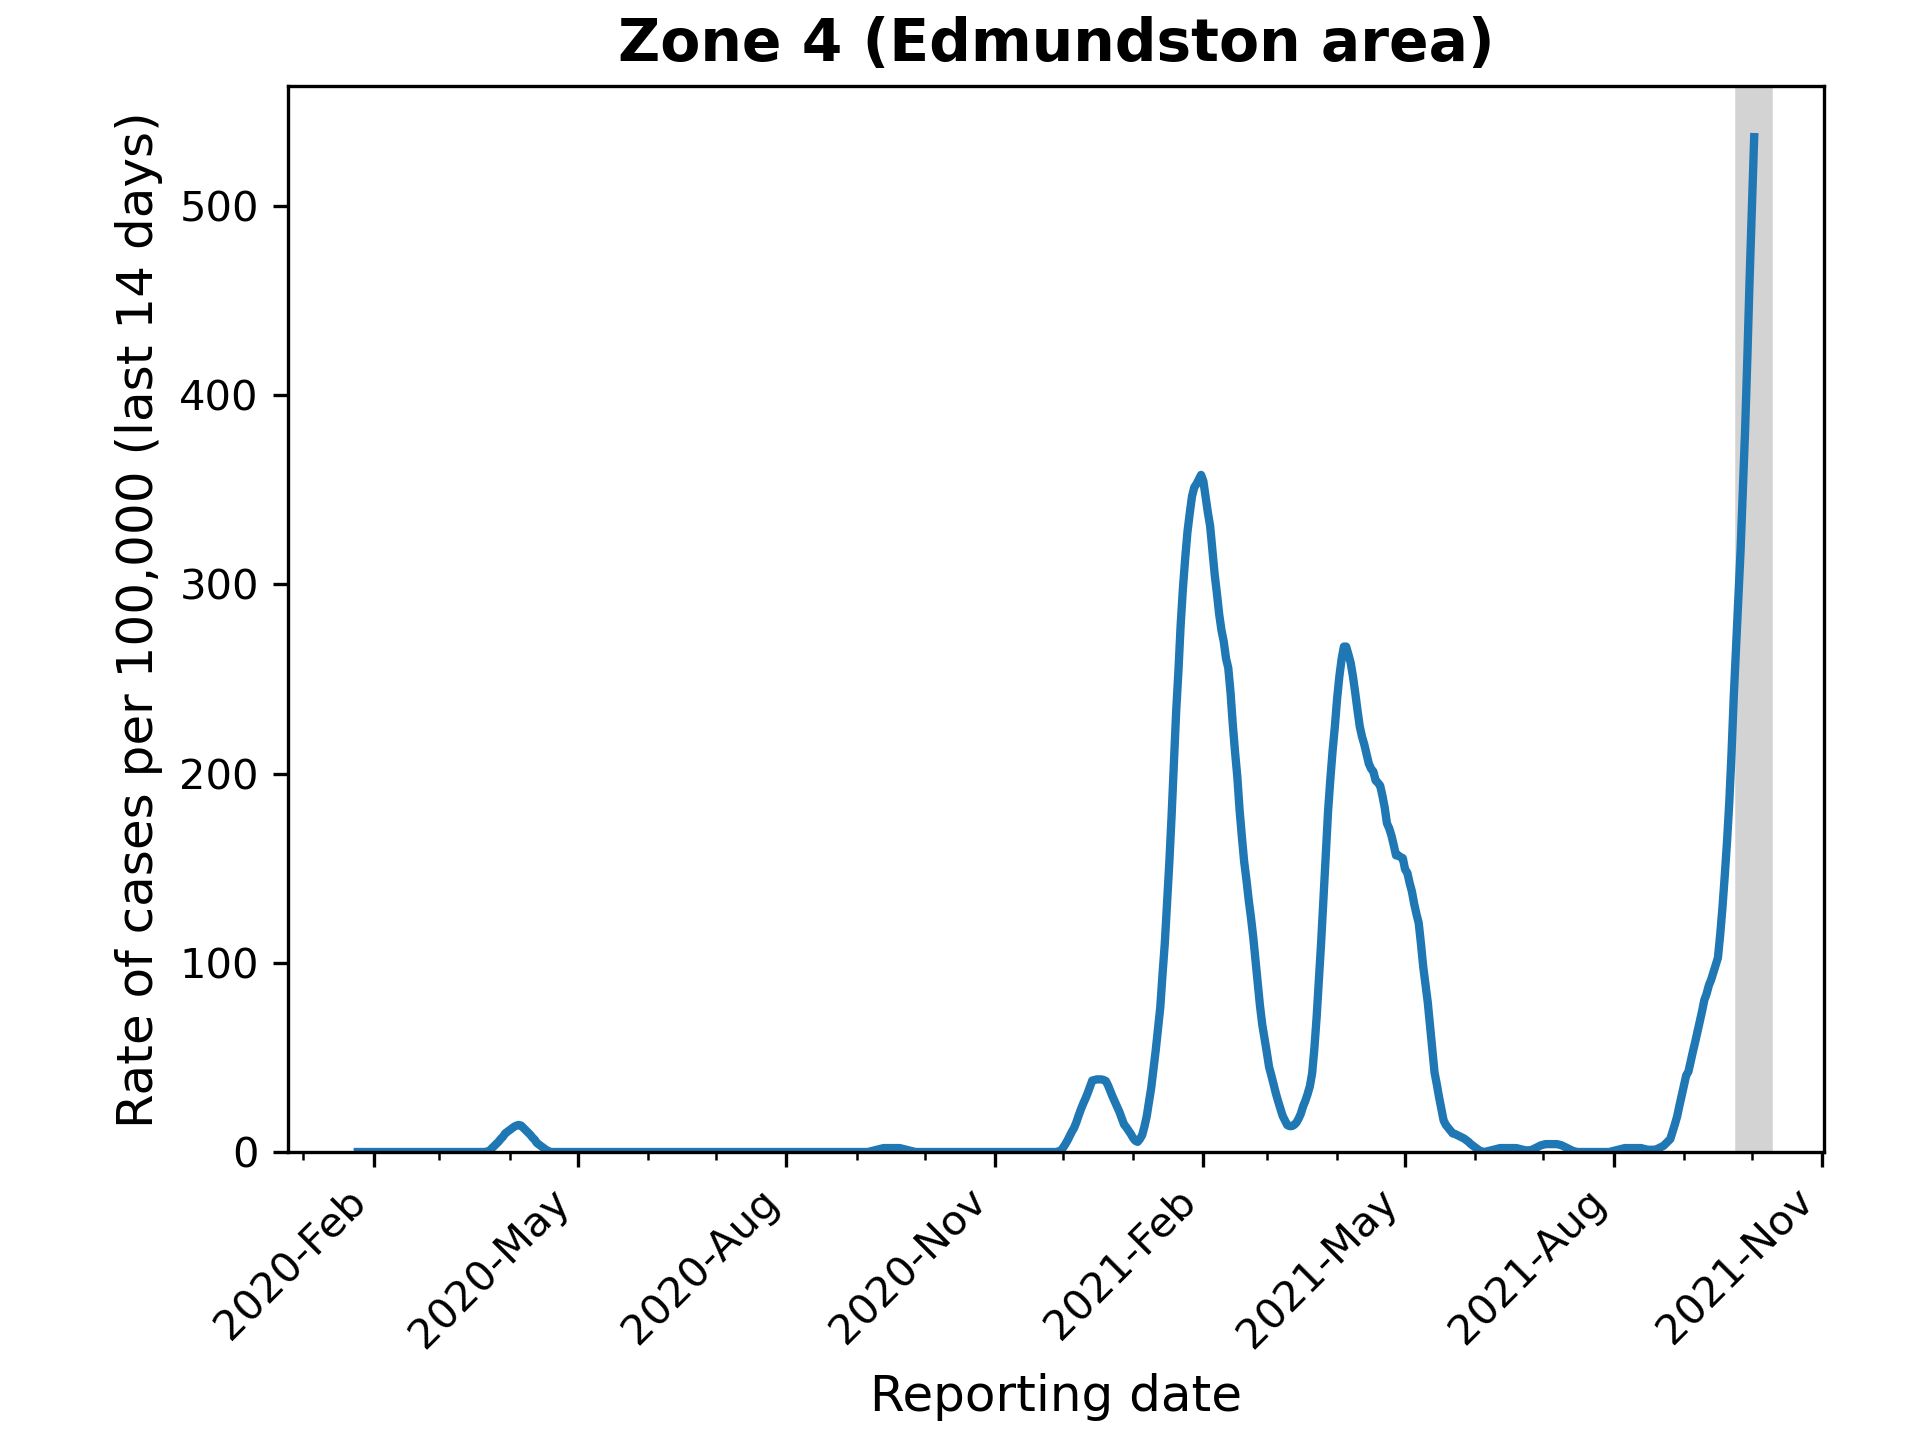 Zone 4 (Edmundston area)
Rate of cases per 100,000 (last 14 days)
500
400
300
200
100
0
2020-Feb
2020-May
2020-Aug
2020-Nov
2021-Feb
2021-May
2021-Aug
2021-Nov
Reporting date